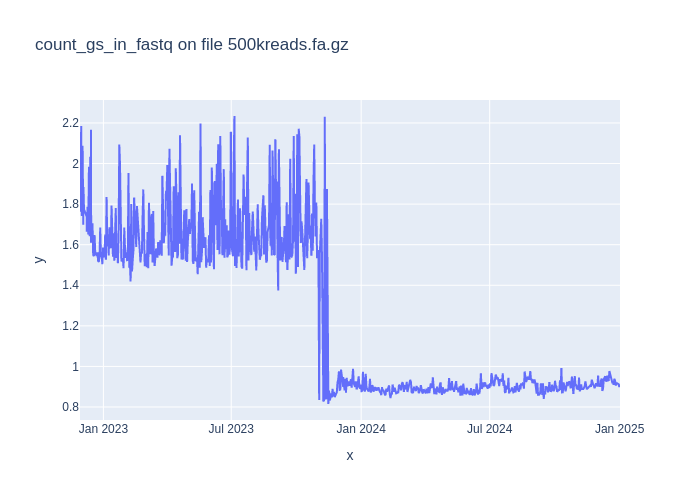 count_gs_in_fastq on file 500kreads.fa.gz
2.2
2
1.8
1.6
1.4
1.2
1
0.8
y
Jan 2023
Jul 2023
Jan 2024
Jul 2024
Jan 2025
x